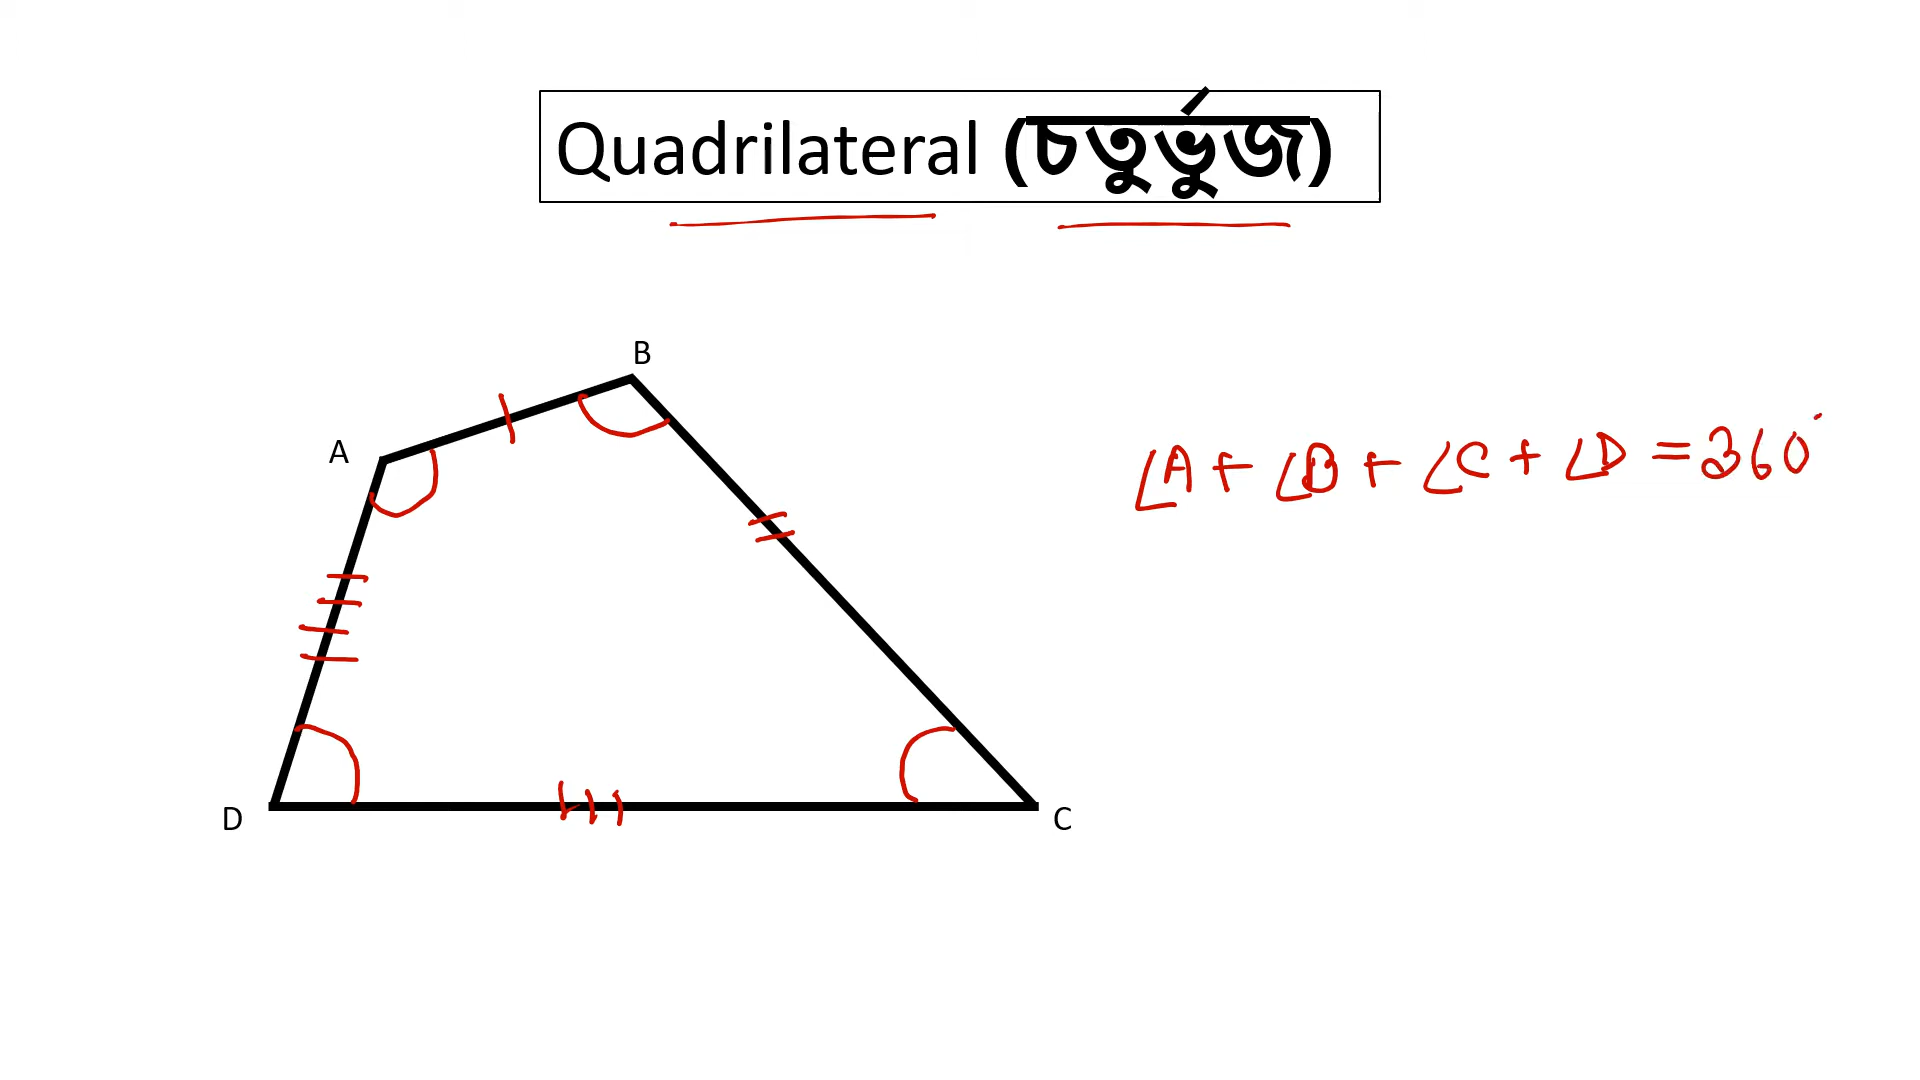 Quadrilateral (চতুর্ভুজ)
B
A
∠A + ∠B + ∠C + ∠D = 360°
D
C